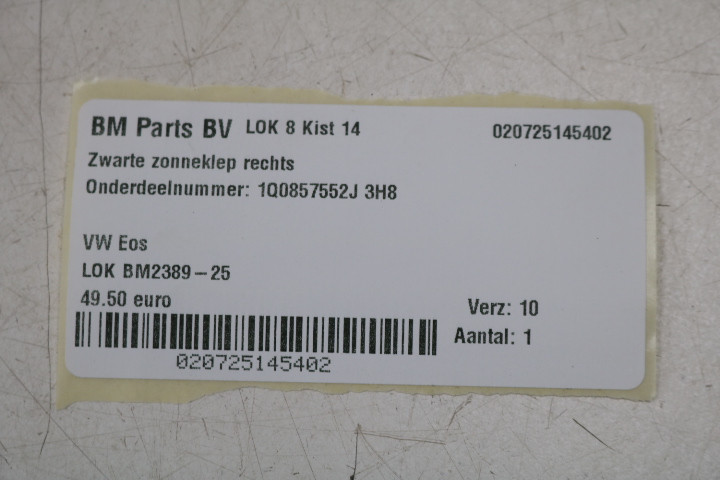 BM Parts BV LOK 8 Kist 14 020725145402
Zwarte zonneklep rechts
Onderdeelnummer: 1Q0857552J 3H8
VW Eos
LOK BM2389-25
49.50 euro
Verz: 10
Aantal: 1
020725145402